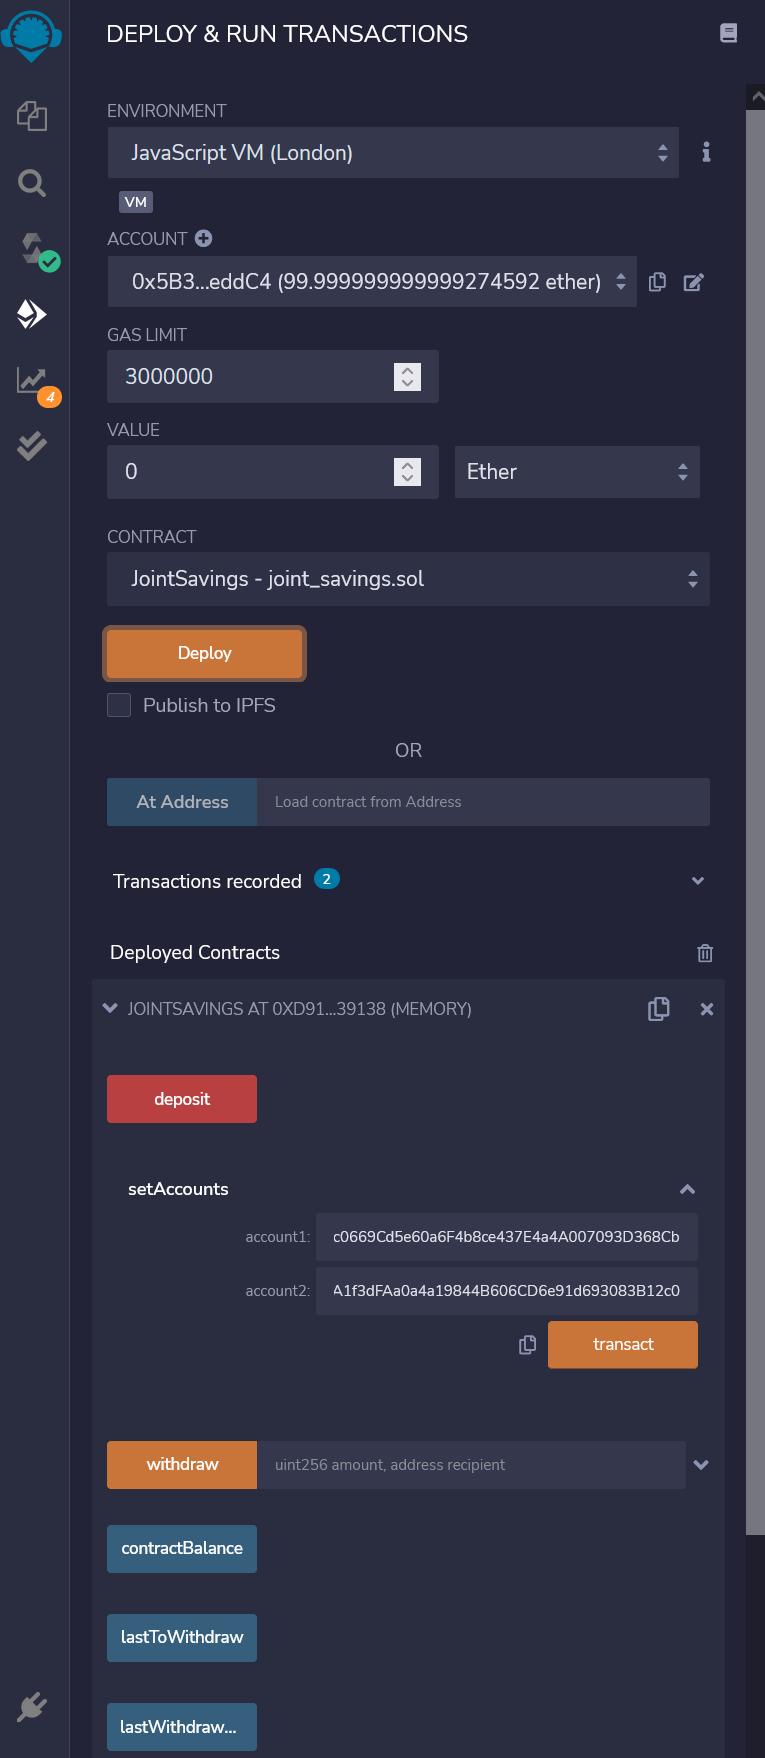 DEPLOY & RUN TRANSACTIONS
ENVIRONMENT
JavaScript VM (London)
VM
ACCOUNT
0x5B3...eddC4 (99.999999999999274592 ether)
GAS LIMIT
3000000
VALUE
0
Ether
4
CONTRACT
JointSavings - joint_savings.sol
Deploy
Publish to IPFS
OR
At Address
Load contract from Address
Transactions recorded 2
Deployed Contracts
JOINTSAVINGS AT 0XD91...39138 (MEMORY)
deposit
setAccounts
account1: c0669Cd5e60a6F4b8ce437E4a4A007093D368Cb
account2: A1f3dFAa0a4a19844B606CD6e91d693083B12c0
transact
withdraw
uint256 amount, address recipient
contractBalance
lastToWithdraw
lastWithdraw...